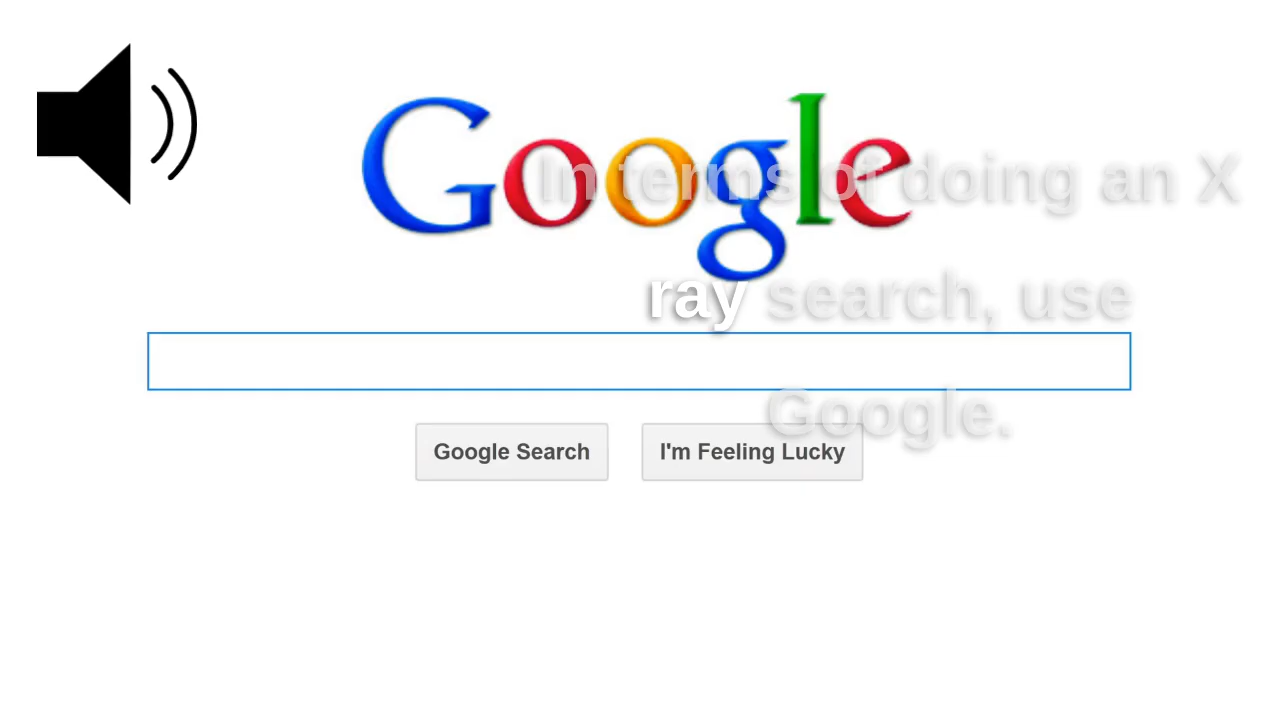 Google
In terms of doing an X
ray search, use
Google.
Google Search
I'm Feeling Lucky